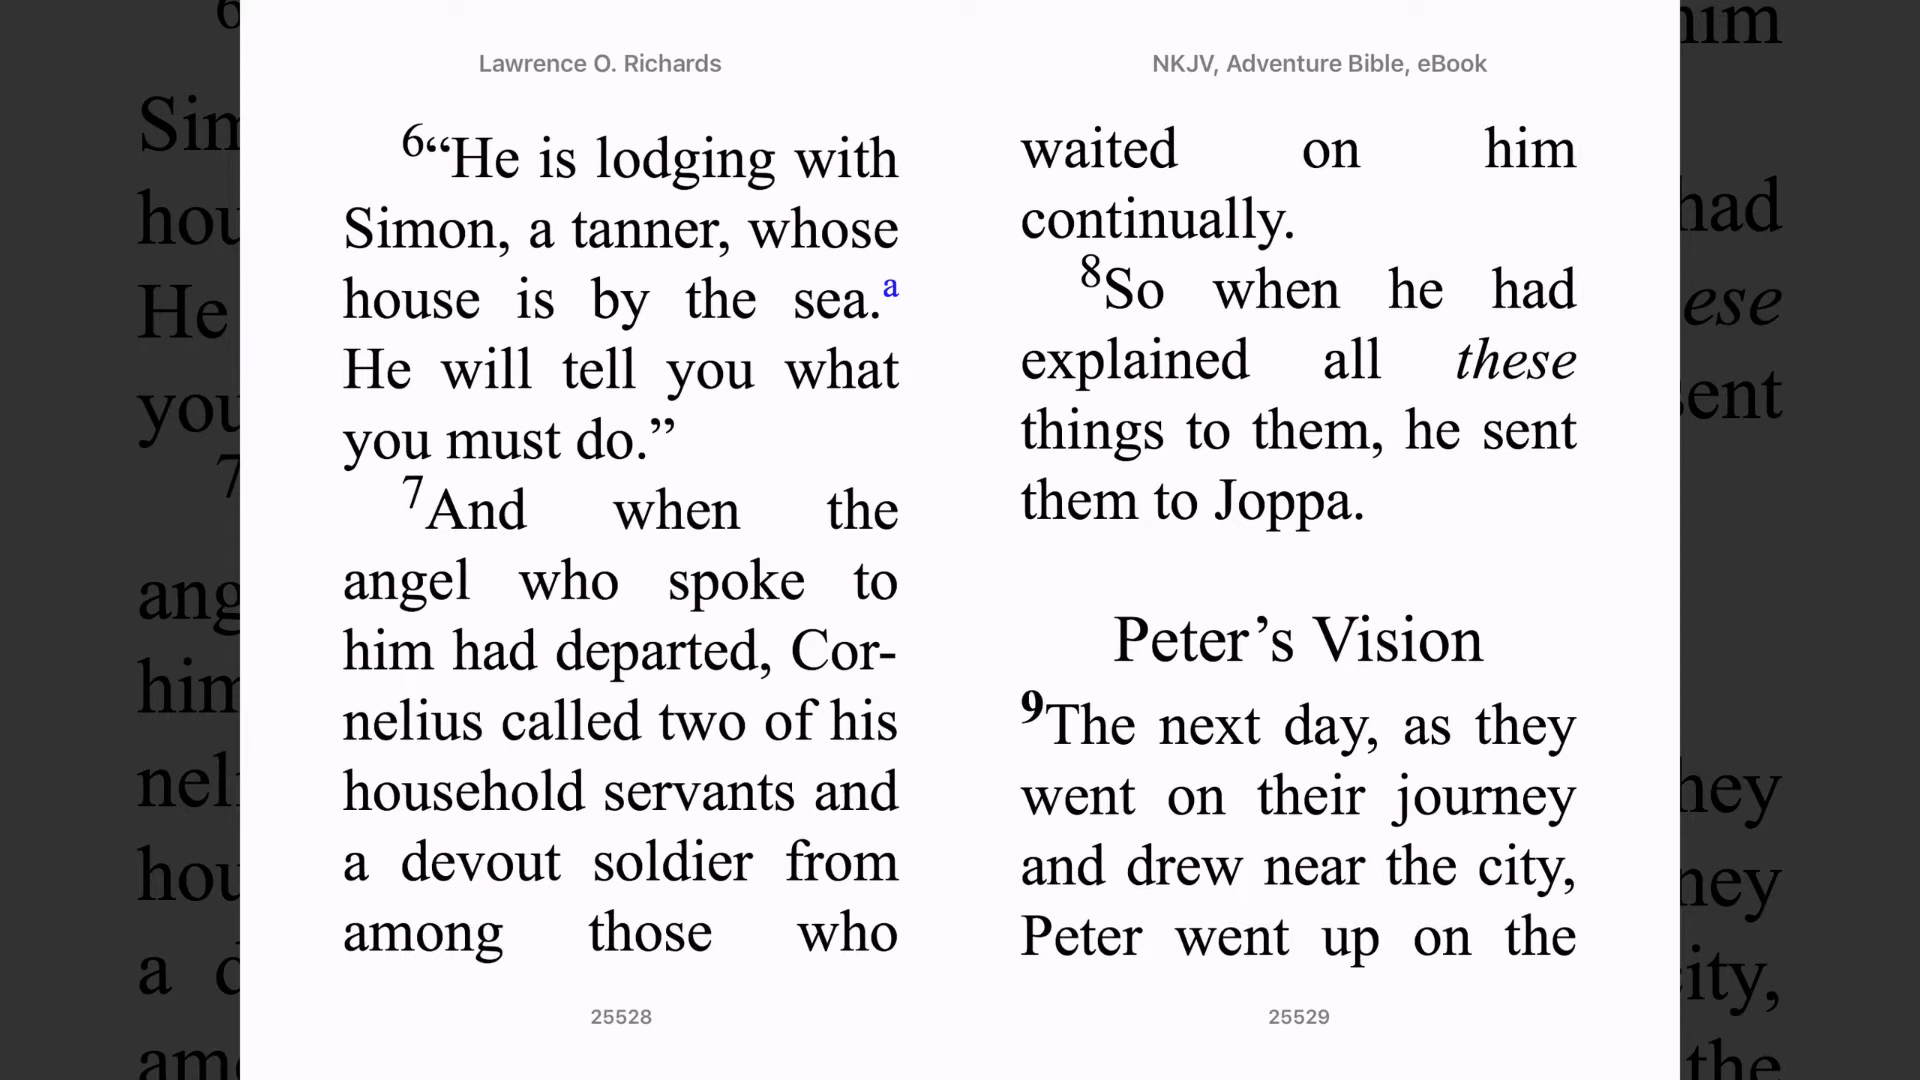 Lawrence O. Richards
6“He is lodging with
Simon, a tanner, whose
house is by the sea.a
He will tell you what
you must do.”
7And when the
angel who spoke to
him had departed, Cor-
nelius called two of his
household servants and
a devout soldier from
among those who
25528
NKJV, Adventure Bible, eBook
waited on him
continually.
8So when he had
explained all these
things to them, he sent
them to Joppa.
Peter’s Vision
9The next day, as they
went on their journey
and drew near the city,
Peter went up on the
25529